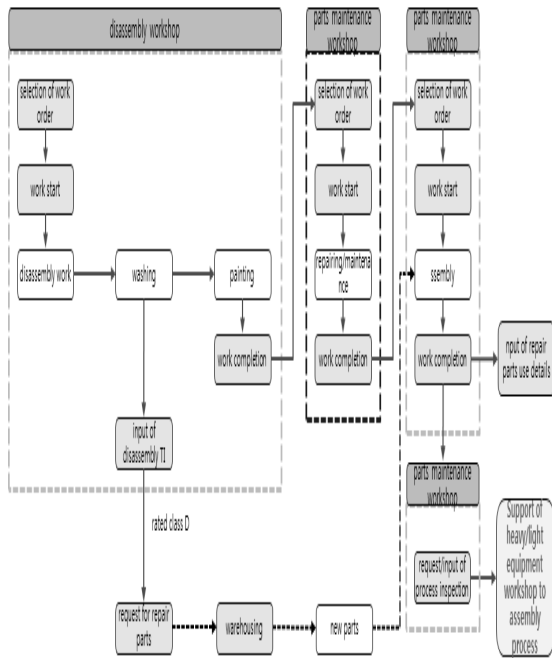 disassembly workshop
parts maintenance
workshop
parts maintenance
workshop
selection of work
order
selection of work
order
selection of work
order
work start
work start
work start
disassembly work
washing
painting
repairing/maintena
nce
ssembly
work completion
work completion
work completion
nput of repair
parts use details
input of
disassembly TI
parts maintenance
workshop
rated class D
request/input of
process inspection
Support of
heavy/light
equipment
workshop to
assembly
process
request for repair
parts
warehousing
new parts